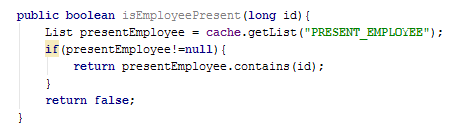 public boolean isEmployeePresent(long id){
    List presentEmployee = cache.getList("PRESENT_EMPLOYEE");
    if(presentEmployee!=null){
        return presentEmployee.contains(id);
    }
    return false;